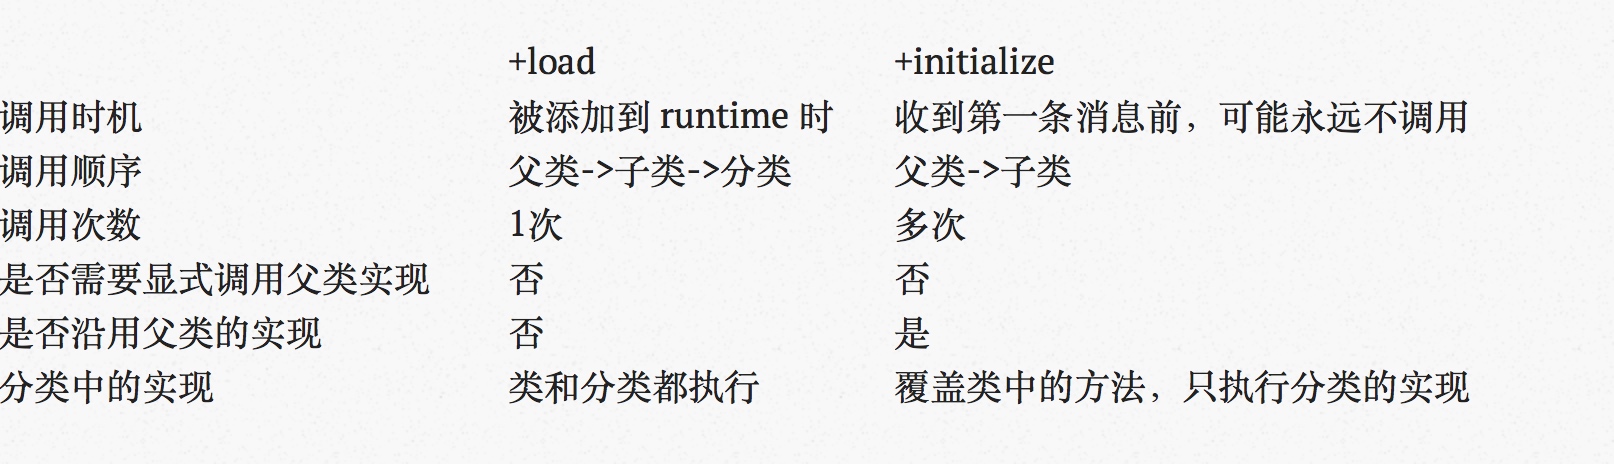 +load +initialize
调用时机 被添加到 runtime 时 收到第一条消息前，可能永远不调用
调用顺序 父类->子类->分类 父类->子类
调用次数 1次 多次
是否需要显式调用父类实现 否 否
是否沿用父类的实现 否 是
分类中的实现 类和分类都执行 覆盖类中的方法，只执行分类的实现